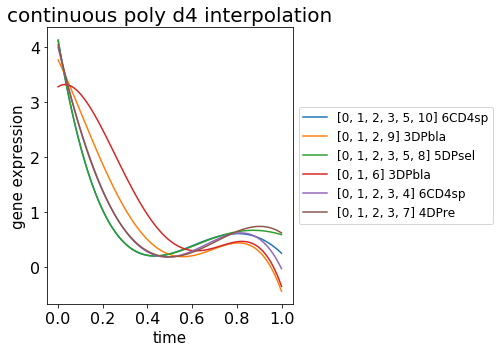 continuous poly d4 interpolation
gene expression
4
3
2
1
0
0.0 0.2 0.4 0.6 0.8 1.0
time
[0, 1, 2, 3, 5, 10] 6CD4sp
[0, 1, 2, 9] 3DPbla
[0, 1, 2, 3, 5, 8] 5DPsel
[0, 1, 6] 3DPbla
[0, 1, 2, 3, 4] 6CD4sp
[0, 1, 2, 3, 7] 4DPre